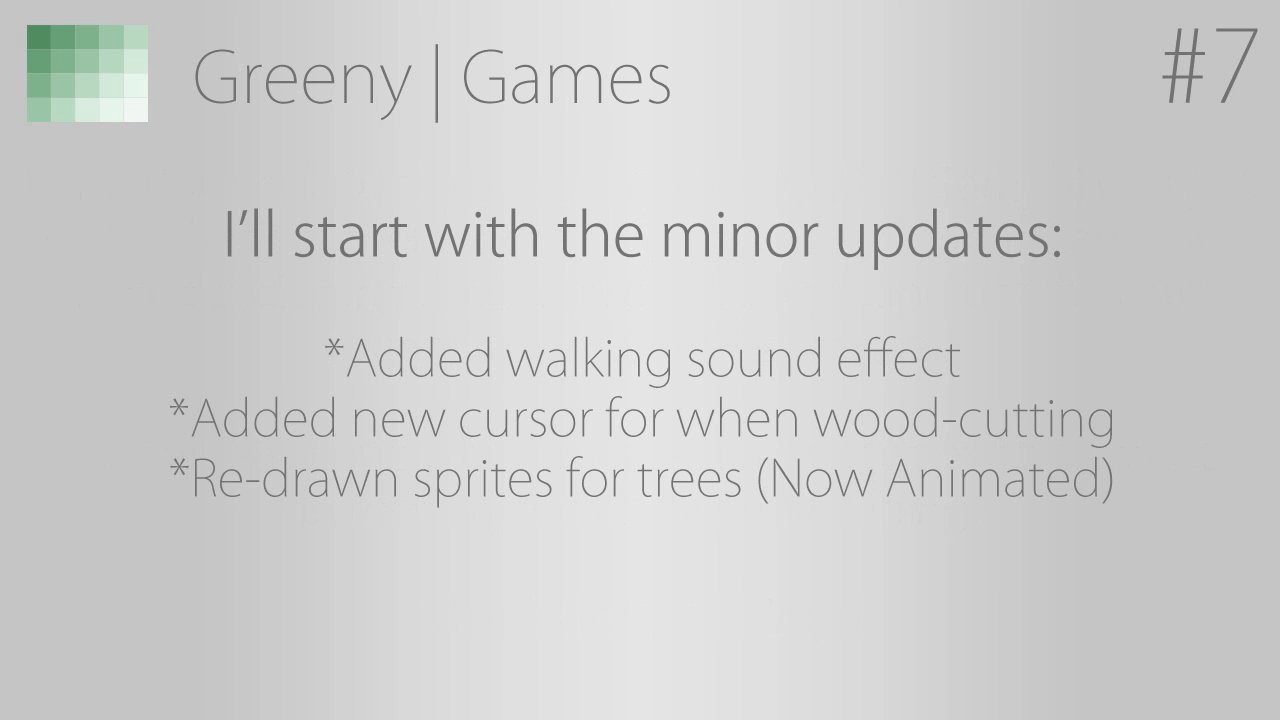 Greeny | Games
#7
I’ll start with the minor updates:
*Added walking sound effect
*Added new cursor for when wood-cutting
*Re-drawn sprites for trees (Now Animated)